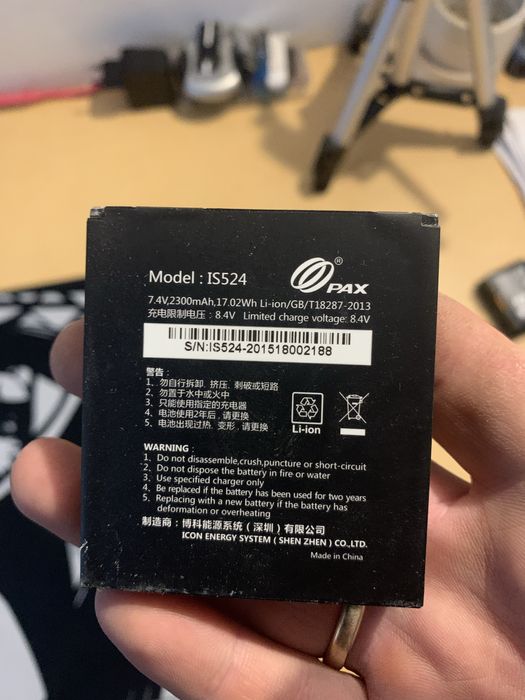 Model : IS524
PAX®
7.4V,2300mAh,17.02Wh Li-ion/GB/T18287-2013
充电限制电压：8.4V Limited charge voltage: 8.4V
S/N:IS524-201518002188
警告：
1、勿自行拆卸、挤压、刺破或短路
2、勿置于水中或火中
3、只能使用指定的充电器
4、电池使用2年后，请更换
5、电池出现过热、变形，请更换
Li-ion
WARNING :
1、Do not disassemble,crush,puncture or short-circuit
2、Do not dispose the battery in fire or water
3、Use specified charger only
4、Be replaced if the battery has been used for two years
5、Replacing with a new battery if the battery has
deformation or overheating
制造商：博科能源系统（深圳）有限公司
ICON ENERGY SYSTEM ( SHEN ZHEN ) CO.,LTD.
Made in China